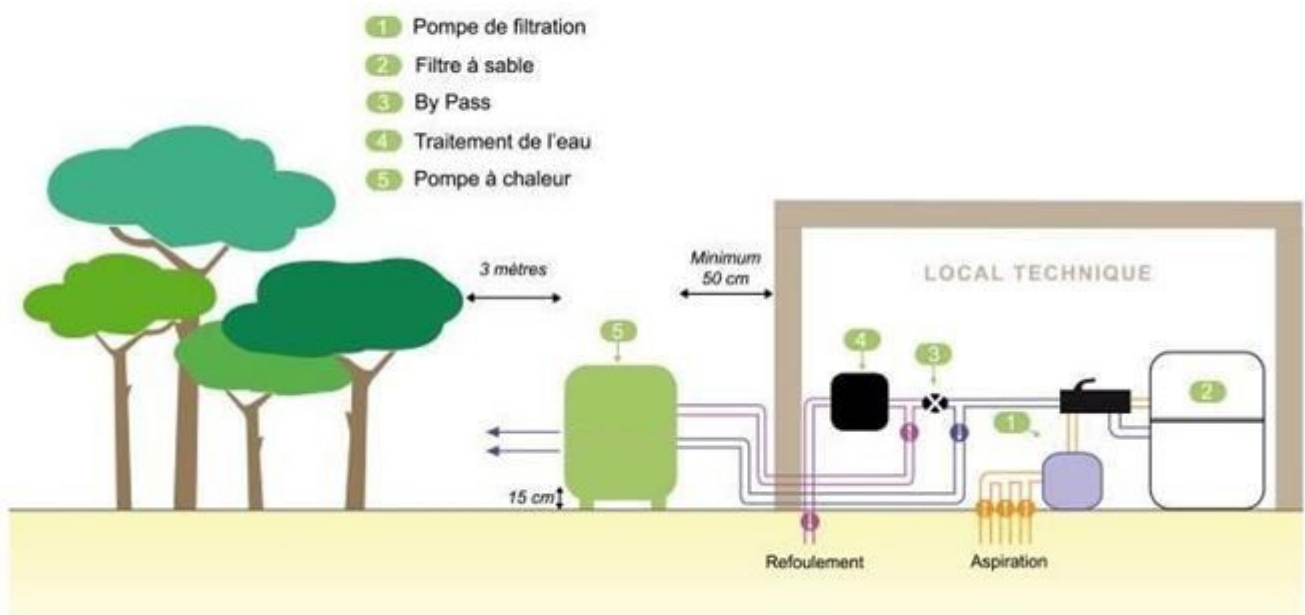 1 Pompe de filtration
2 Filtre à sable
3 By Pass
4 Traitement de l'eau
5 Pompe à chaleur
3 mètres
Minimum
50 cm
LOCAL TECHNIQUE
5
4
3
2
1
15 cm
Refoulement
Aspiration